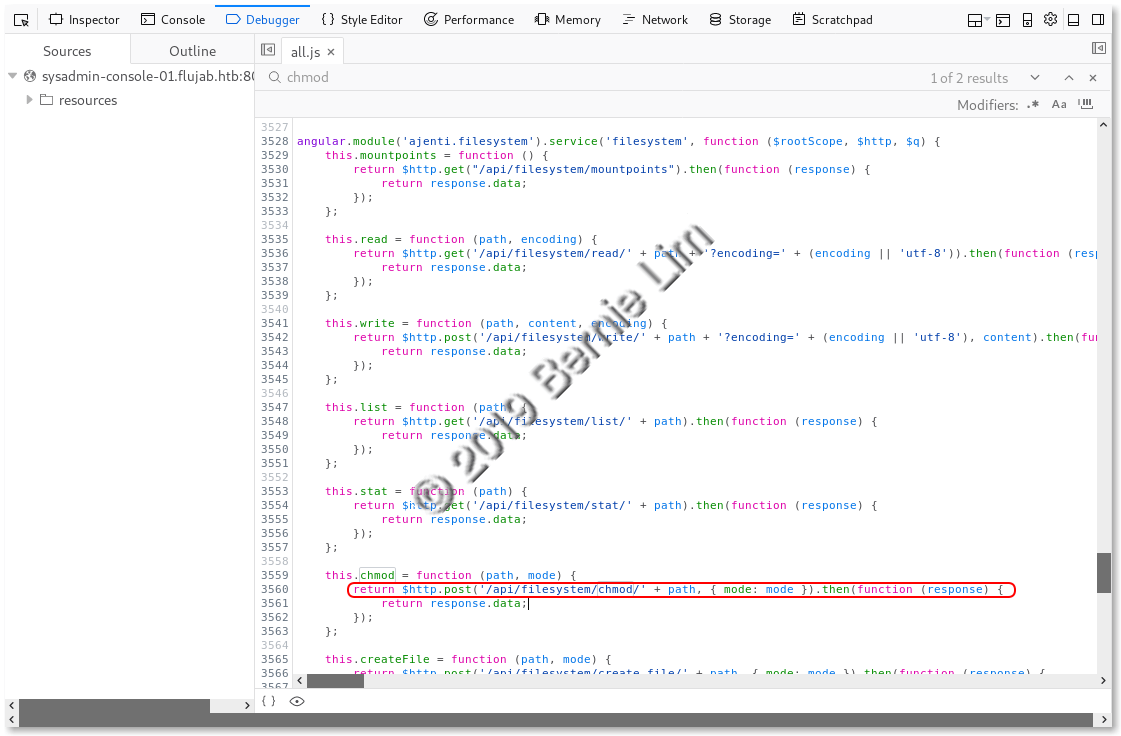 Inspector Console Debugger { } Style Editor Performance Memory Network Storage Scratchpad
Sources Outline all.js ×
sysadmin-console-01.flujab.htb:80
resources
chmod 1 of 2 results
Modifiers: .* Aa
3527
3528 angular.module('ajenti.filesystem').service('filesystem', function ($rootScope, $http, $q) {
3529 this.mountpoints = function () {
3530 return $http.get("/api/filesystem/mountpoints").then(function (response) {
3531 return response.data;
3532 });
3533 };
3534
3535 this.read = function (path, encoding) {
3536 return $http.get('/api/filesystem/read/' + path + '?encoding=' + (encoding || 'utf-8')).then(function (resp
3537 return response.data;
3538 });
3539 };
3540
3541 this.write = function (path, content, encoding) {
3542 return $http.post('/api/filesystem/write/' + path + '?encoding=' + (encoding || 'utf-8'), content).then(fun
3543 return response.data;
3544 });
3545 };
3546
3547 this.list = function (path) {
3548 return $http.get('/api/filesystem/list/' + path).then(function (response) {
3549 return response.data;
3550 });
3551 };
3552
3553 this.stat = function (path) {
3554 return $http.get('/api/filesystem/stat/' + path).then(function (response) {
3555 return response.data;
3556 });
3557 };
3558
3559 this.chmod = function (path, mode) {
3560 return $http.post('/api/filesystem/chmod/' + path, { mode: mode }).then(function (response) {
3561 return response.data;
3562 });
3563 };
3564
3565 this.createFile = function (path, mode) {
3566 return $http.post('/api/filesystem/create-file/' + path, { mode: mode }).then(function (response) {
3567
{ }
© 2019 Bernie Lim